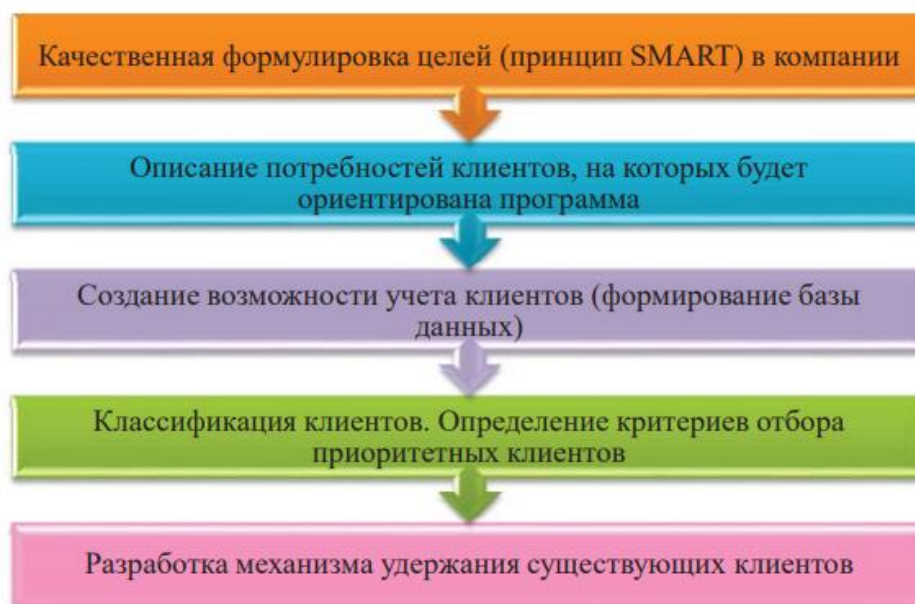 Качественная формулировка целей (принцип SMART) в компании
Описание потребностей клиентов, на которых будет
ориентирована программа
Создание возможности учета клиентов (формирование базы
данных)
Классификация клиентов. Определение критериев отбора
приоритетных клиентов
Разработка механизма удержания существующих клиентов